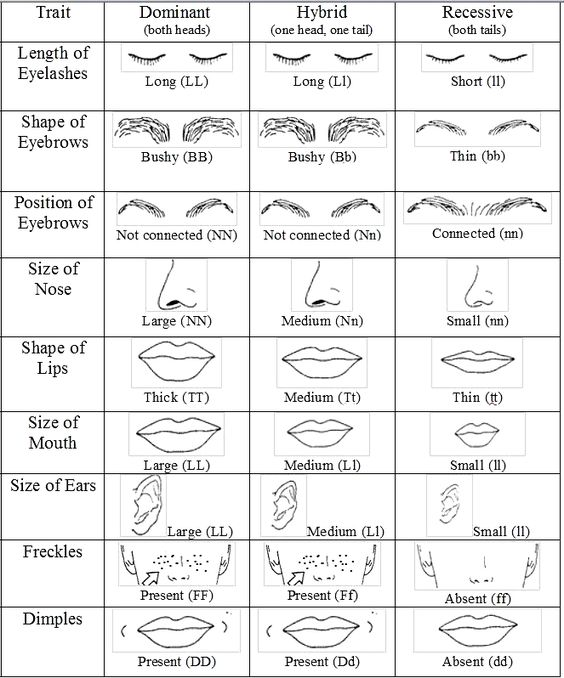 Trait
Dominant
(both heads)
Hybrid
(one head, one tail)
Recessive
(both tails)
Length of
Eyelashes
Long (LL)
Long (Ll)
Short (ll)
Shape of
Eyebrows
Bushy (BB)
Bushy (Bb)
Thin (bb)
Position of
Eyebrows
Not connected (NN)
Not connected (Nn)
Connected (nn)
Size of
Nose
Large (NN)
Medium (Nn)
Small (nn)
Shape of
Lips
Thick (TT)
Medium (Tt)
Thin (tt)
Size of
Mouth
Large (LL)
Medium (Ll)
Small (ll)
Size of Ears
Large (LL)
Medium (Ll)
Small (ll)
Freckles
Present (FF)
Present (Ff)
Absent (ff)
Dimples
Present (DD)
Present (Dd)
Absent (dd)